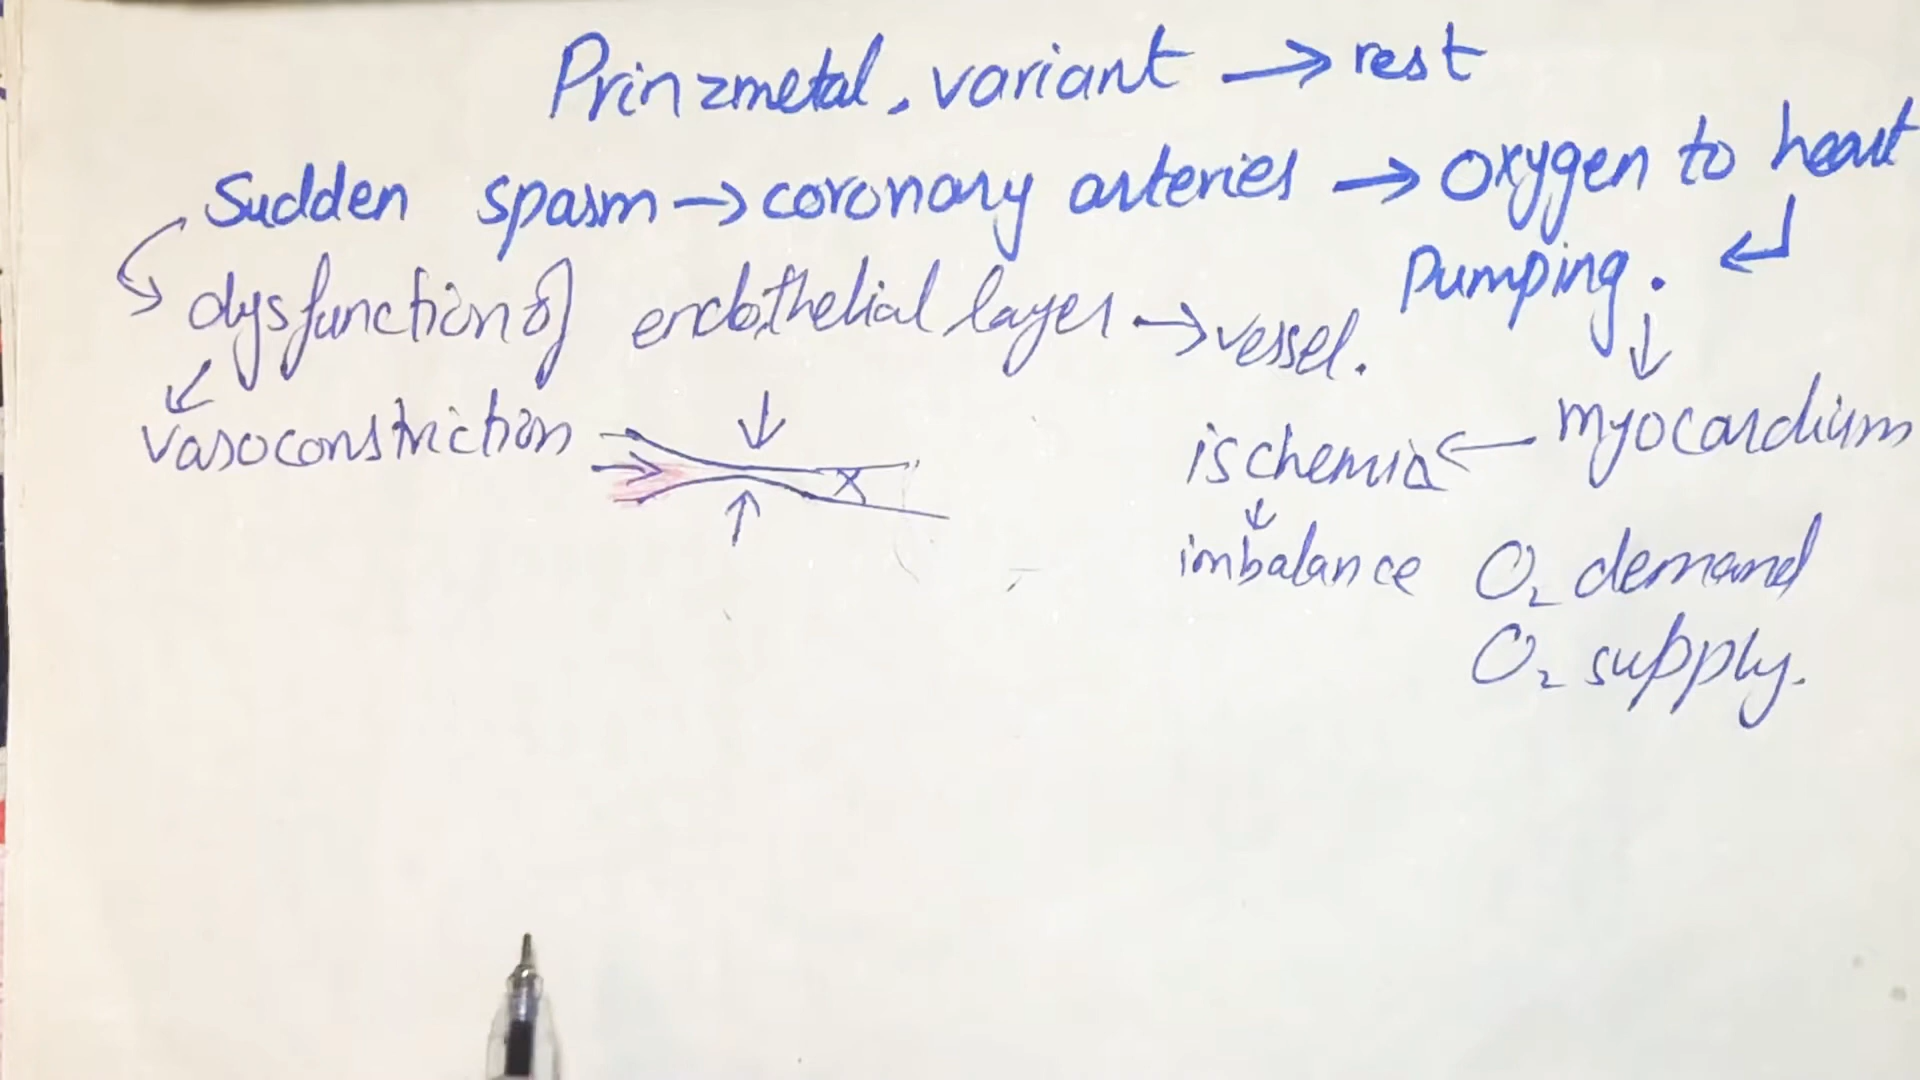 Prinzmetal. variant → rest
Sudden spasm → coronary arteries → oxygen to heart
pumping.
dysfunction of endothelial layer → vessel.
vasoconstriction
ischemia ← myocardium
imbalance O₂ demand
O₂ supply.